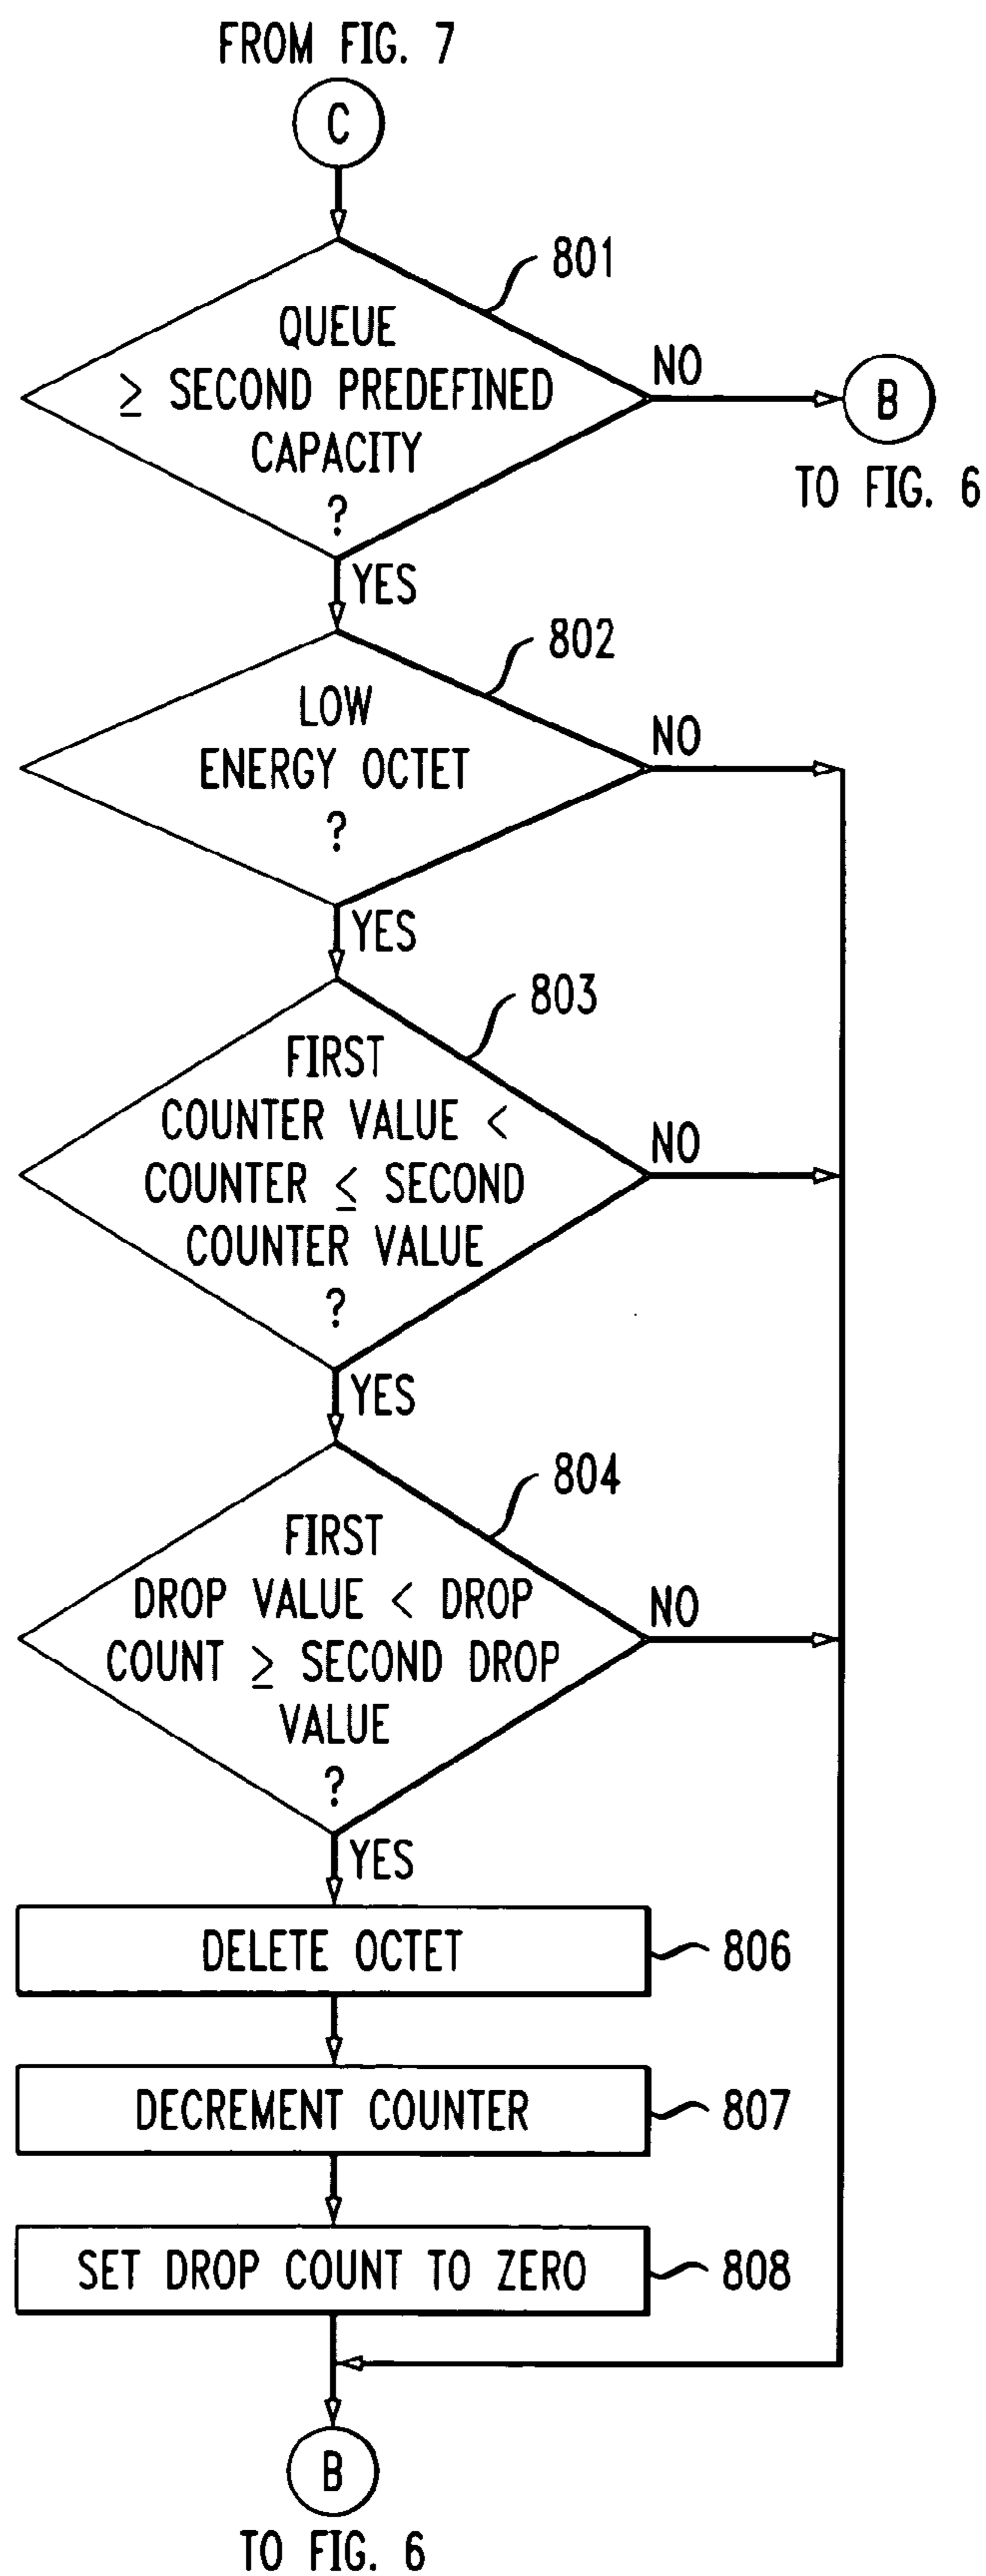 FROM FIG. 7
C
801
QUEUE
≥ SECOND PREDEFINED
CAPACITY
?
NO
B
TO FIG. 6
YES
802
LOW
ENERGY OCTET
?
NO
YES
803
FIRST
COUNTER VALUE <
COUNTER ≤ SECOND
COUNTER VALUE
?
NO
YES
804
FIRST
DROP VALUE < DROP
COUNT ≥ SECOND DROP
VALUE
?
NO
YES
DELETE OCTET
806
DECREMENT COUNTER
807
SET DROP COUNT TO ZERO
808
B
TO FIG. 6